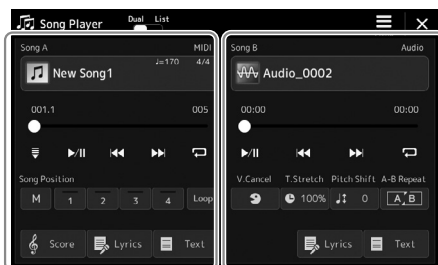 Song Player
Dual List
Song A MIDI
New Song1
♩=170 4/4
001.1 005
Song Position
M 1 2 3 4 Loop
Score Lyrics Text
Song B Audio
Audio_0002
00:00 00:00
V.Cancel T.Stretch Pitch Shift A-B Repeat
100% 0 A B
Lyrics Text